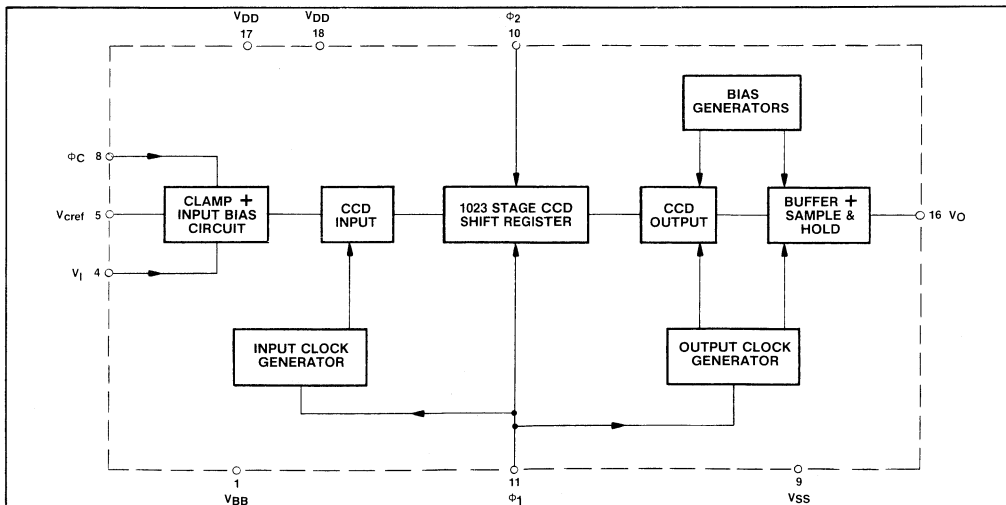 VDD
17
VDD
18
Φ2
10
BIAS
GENERATORS
ΦC 8
CLAMP +
INPUT BIAS
CIRCUIT
CCD
INPUT
1023 STAGE CCD
SHIFT REGISTER
CCD
OUTPUT
BUFFER +
SAMPLE &
HOLD
Vcref 5
16 VO
VI 4
INPUT CLOCK
GENERATOR
OUTPUT CLOCK
GENERATOR
1
VBB
11
Φ1
9
VSS